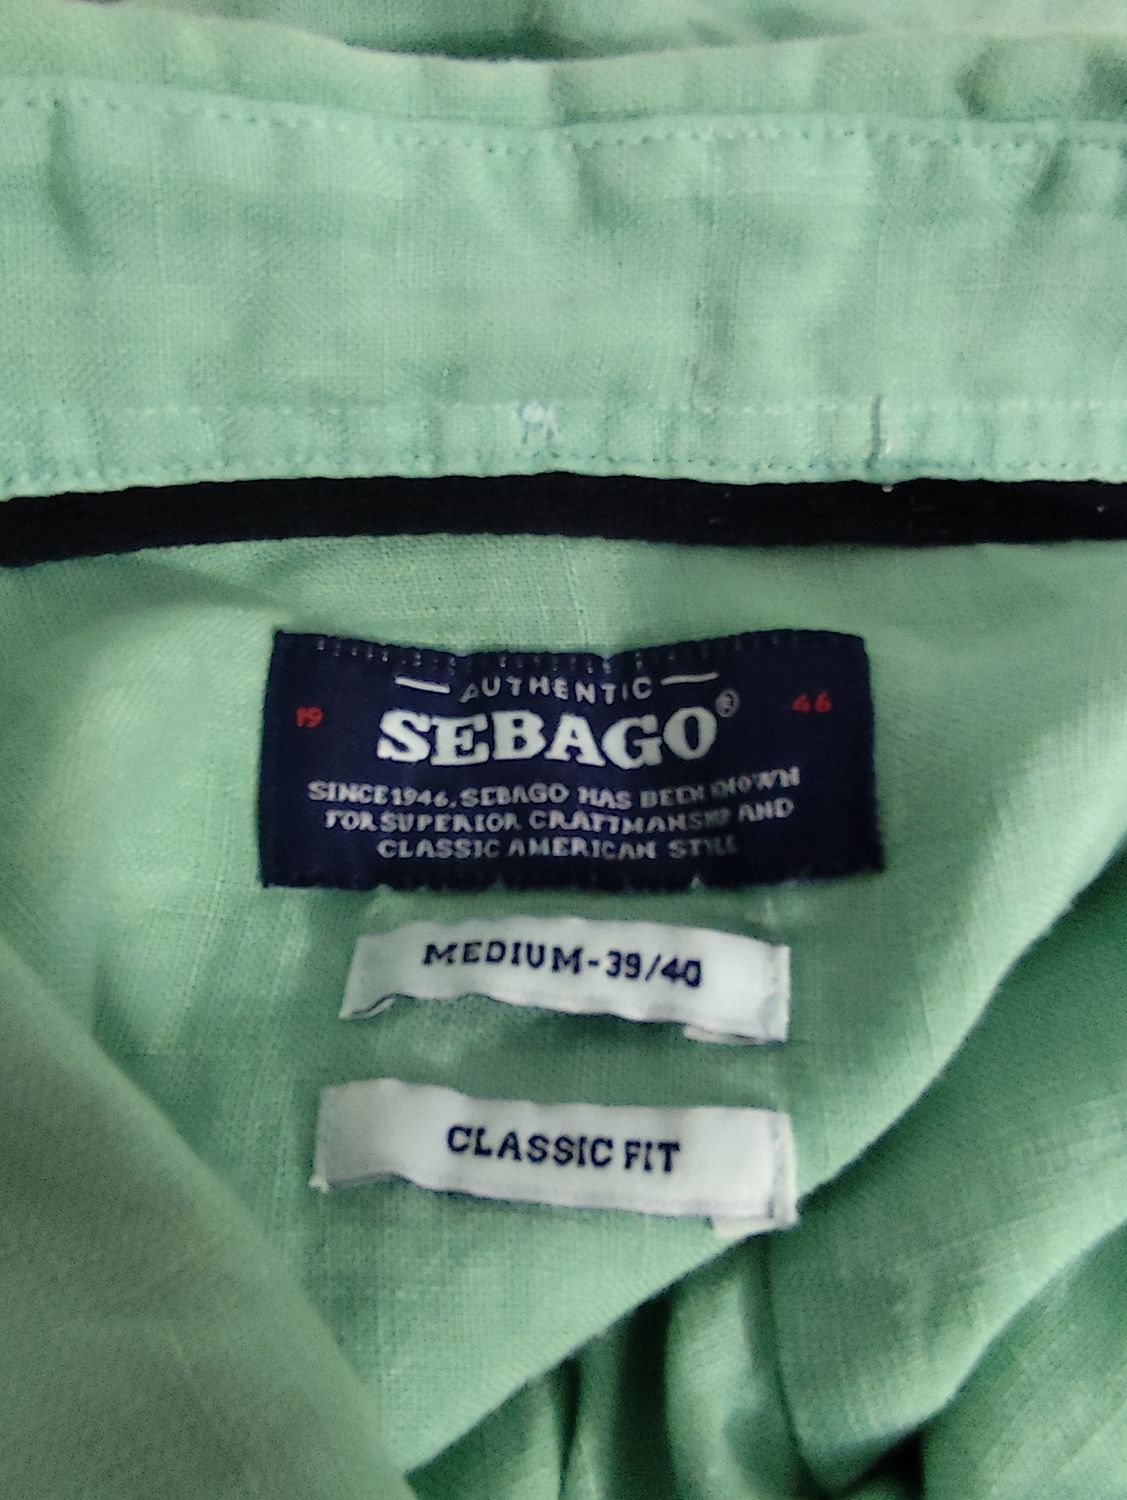 AUTHENTIC
19 SEBAGO® 46
SINCE 1946, SEBAGO HAS BEEN KNOWN
FOR SUPERIOR CRAFTMANSHIP AND
CLASSIC AMERICAN STYLE
MEDIUM-39/40
CLASSIC FIT